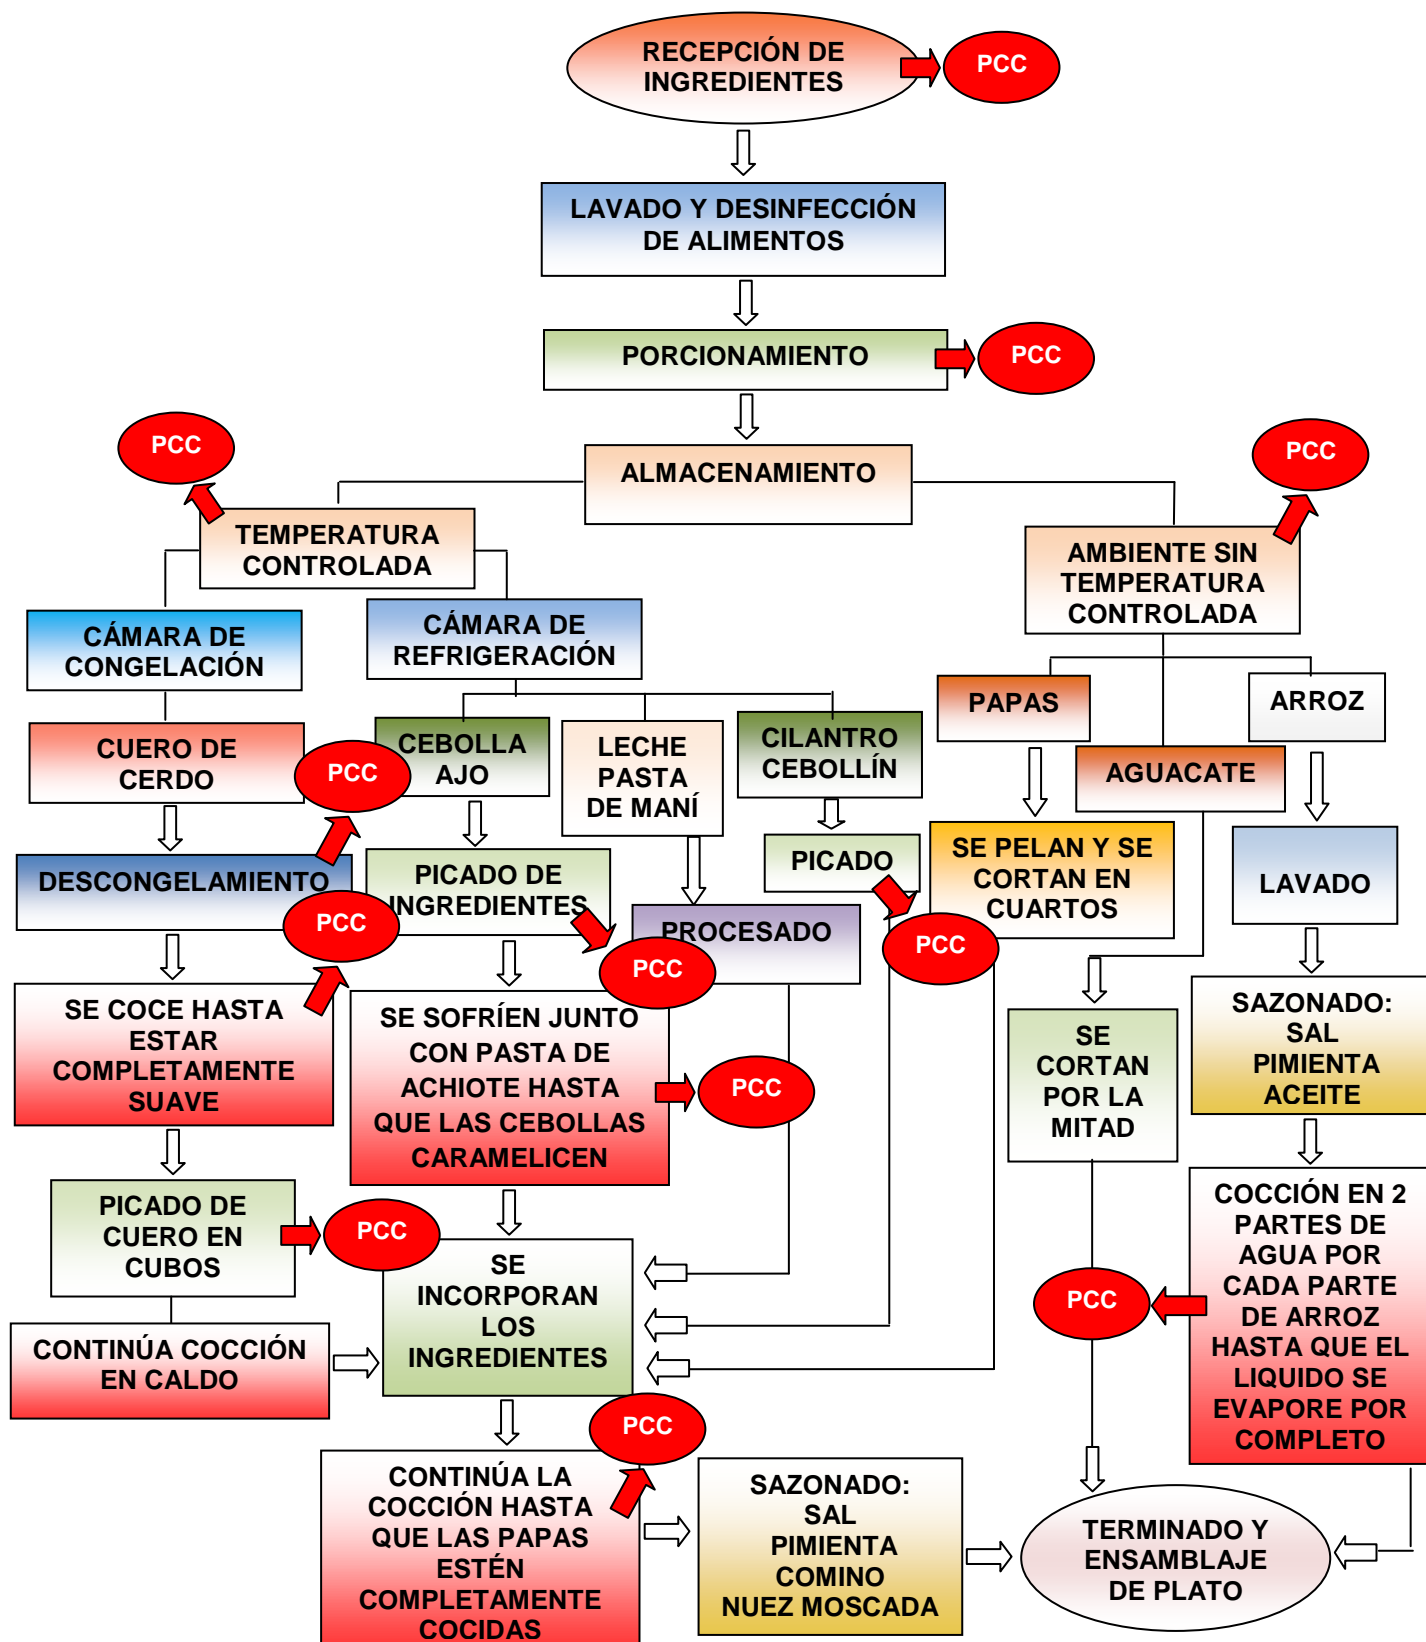 RECEPCIÓN DE
INGREDIENTES
PCC
LAVADO Y DESINFECCIÓN
DE ALIMENTOS
PORCIONAMIENTO
PCC
ALMACENAMIENTO
PCC
PCC
TEMPERATURA
CONTROLADA
AMBIENTE SIN
TEMPERATURA
CONTROLADA
CÁMARA DE
CONGELACIÓN
CÁMARA DE
REFRIGERACIÓN
CUERO DE
CERDO
PCC
CEBOLLA
AJO
LECHE
PASTA
DE MANÍ
CILANTRO
CEBOLLÍN
PAPAS
AGUACATE
ARROZ
DESCONGELAMIENTO
PCC
PICADO DE
INGREDIENTES
PCC
PROCESADO
PICADO
PCC
SE PELAN Y SE
CORTAN EN
CUARTOS
LAVADO
SE COCE HASTA
ESTAR
COMPLETAMENTE
SUAVE
SE SOFRÍEN JUNTO
CON PASTA DE
ACHIOTE HASTA
QUE LAS CEBOLLAS
CARAMELICEN
PCC
SE
CORTAN
POR LA
MITAD
SAZONADO:
SAL
PIMIENTA
ACEITE
PICADO DE
CUERO EN
CUBOS
PCC
SE
INCORPORAN
LOS
INGREDIENTES
PCC
COCCIÓN EN 2
PARTES DE
AGUA POR
CADA PARTE
DE ARROZ
HASTA QUE EL
LIQUIDO SE
EVAPORE POR
COMPLETO
CONTINÚA COCCIÓN
EN CALDO
PCC
CONTINÚA LA
COCCIÓN HASTA
QUE LAS PAPAS
ESTÉN
COMPLETAMENTE
COCIDAS
SAZONADO:
SAL
PIMIENTA
COMINO
NUEZ MOSCADA
TERMINADO Y
ENSAMBLAJE
DE PLATO